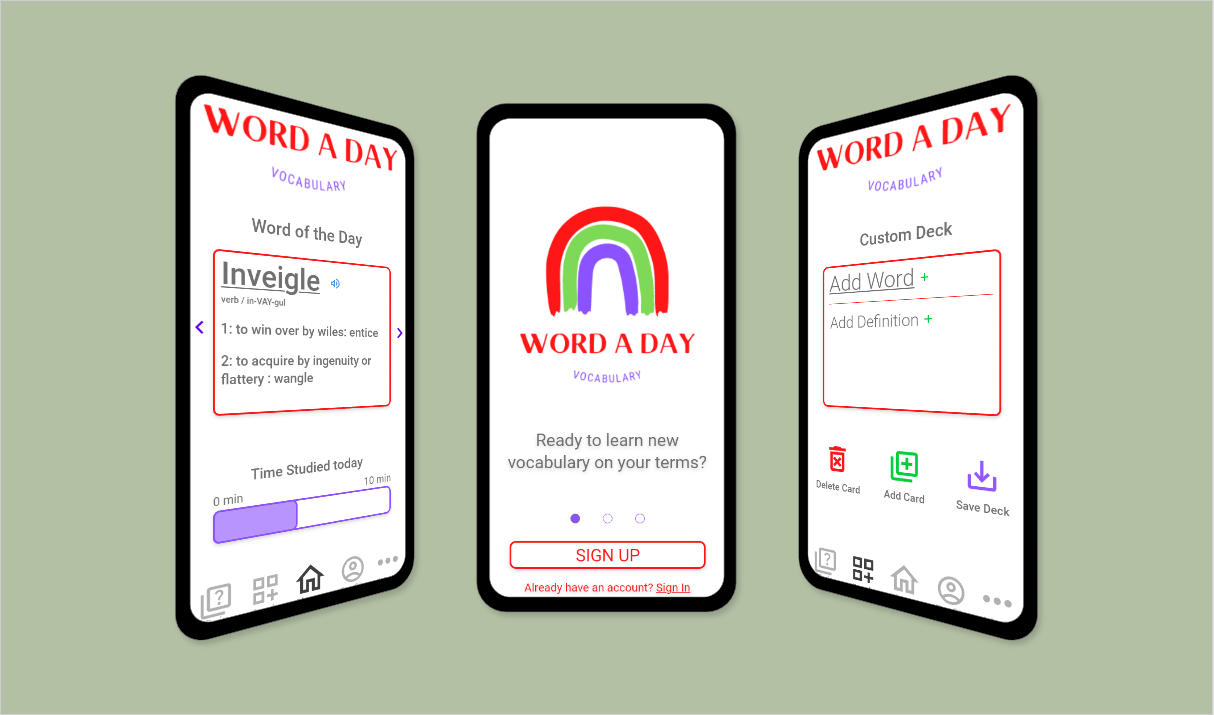 WORD A DAY
VOCABULARY
Word of the Day
Inveigle
verb / in-VAY-gul
1: to win over by wiles: entice
2: to acquire by ingenuity or
flattery : wangle
Time Studied today
0 min
10 min
WORD A DAY
VOCABULARY
Ready to learn new
vocabulary on your terms?
SIGN UP
Already have an account? Sign In
WORD A DAY
VOCABULARY
Custom Deck
Add Word +
Add Definition +
Delete Card
Add Card
Save Deck